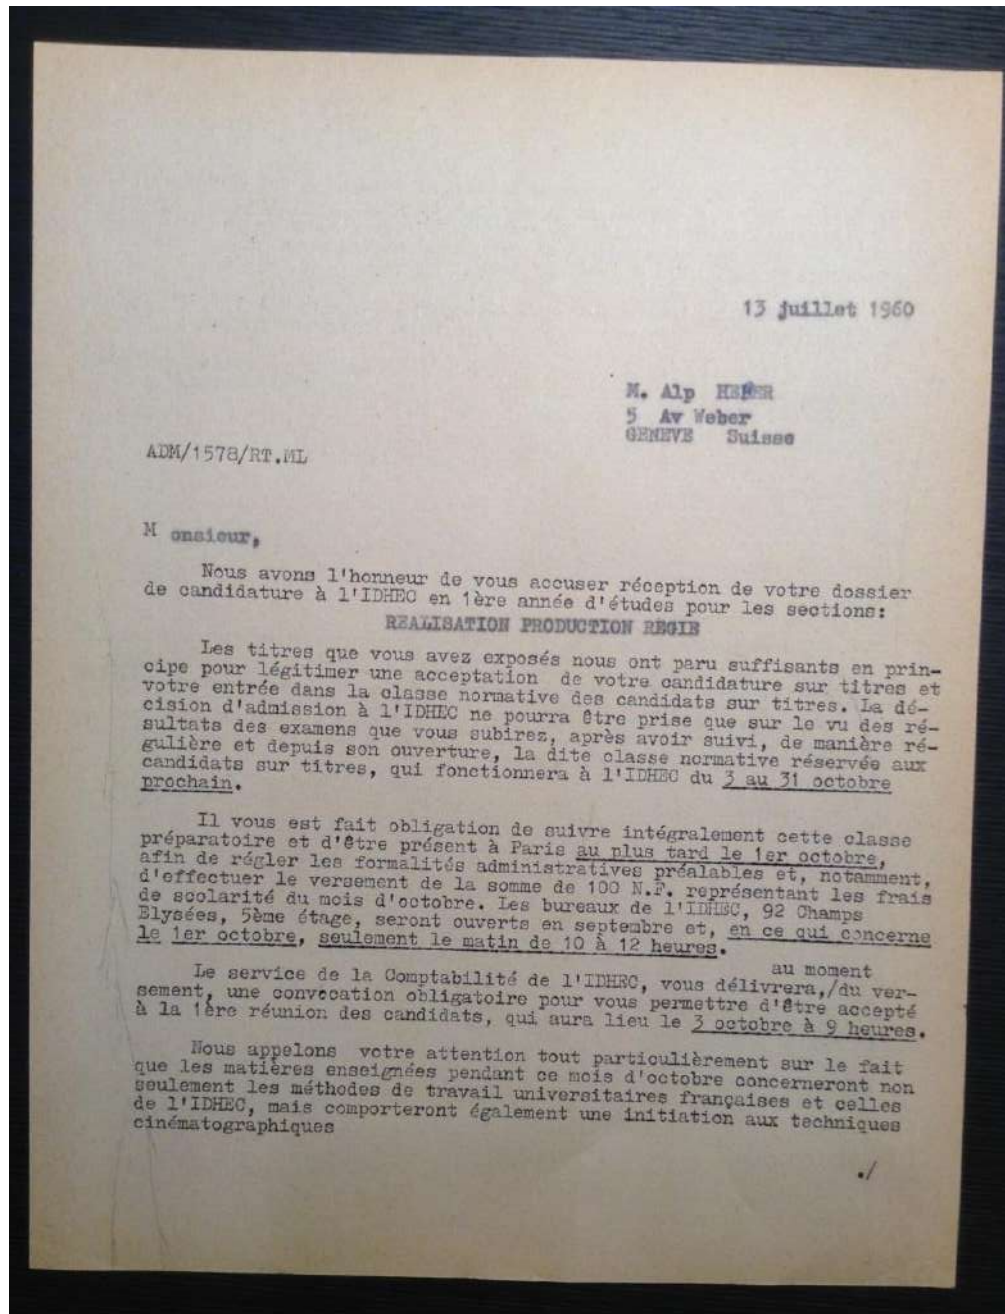 13 juillet 1960
M. Alp HEBER
5 Av Weber
GENEVE Suisse
ADM/1578/RT.ML
M onsieur,
Nous avons l'honneur de vous accuser réception de votre dossier
de candidature à l'IDHEC en 1ère année d'études pour les sections:
REALISATION PRODUCTION REGIE
Les titres que vous avez exposés nous ont paru suffisants en prin-
cipe pour légitimer une acceptation de votre candidature sur titres et
votre entrée dans la classe normative des candidats sur titres. La dé-
cision d'admission à l'IDHEC ne pourra être prise que sur le vu des ré-
sultats des examens que vous subirez, après avoir suivi, de manière ré-
gulière et depuis son ouverture, la dite classe normative réservée aux
candidats sur titres, qui fonctionnera à l'IDHEC du 3 au 31 octobre
prochain.
Il vous est fait obligation de suivre intégralement cette classe
préparatoire et d'être présent à Paris au plus tard le 1er octobre,
afin de régler les formalités administratives préalables et, notamment,
d'effectuer le versement de la somme de 100 N.F. représentant les frais
de scolarité du mois d'octobre. Les bureaux de l'IDHEC, 92 Champs
Elysées, 5ème étage, seront ouverts en septembre et, en ce qui concerne
le 1er octobre, seulement le matin de 10 à 12 heures.
au moment
Le service de la Comptabilité de l'IDHEC, vous délivrera,/du ver-
sement, une convocation obligatoire pour vous permettre d'être accepté
à la 1ère réunion des candidats, qui aura lieu le 3 octobre à 9 heures.
Nous appelons votre attention tout particulièrement sur le fait
que les matières enseignées pendant ce mois d'octobre concerneront non
seulement les méthodes de travail universitaires françaises et celles
de l'IDHEC, mais comporteront également une initiation aux techniques
cinématographiques
./